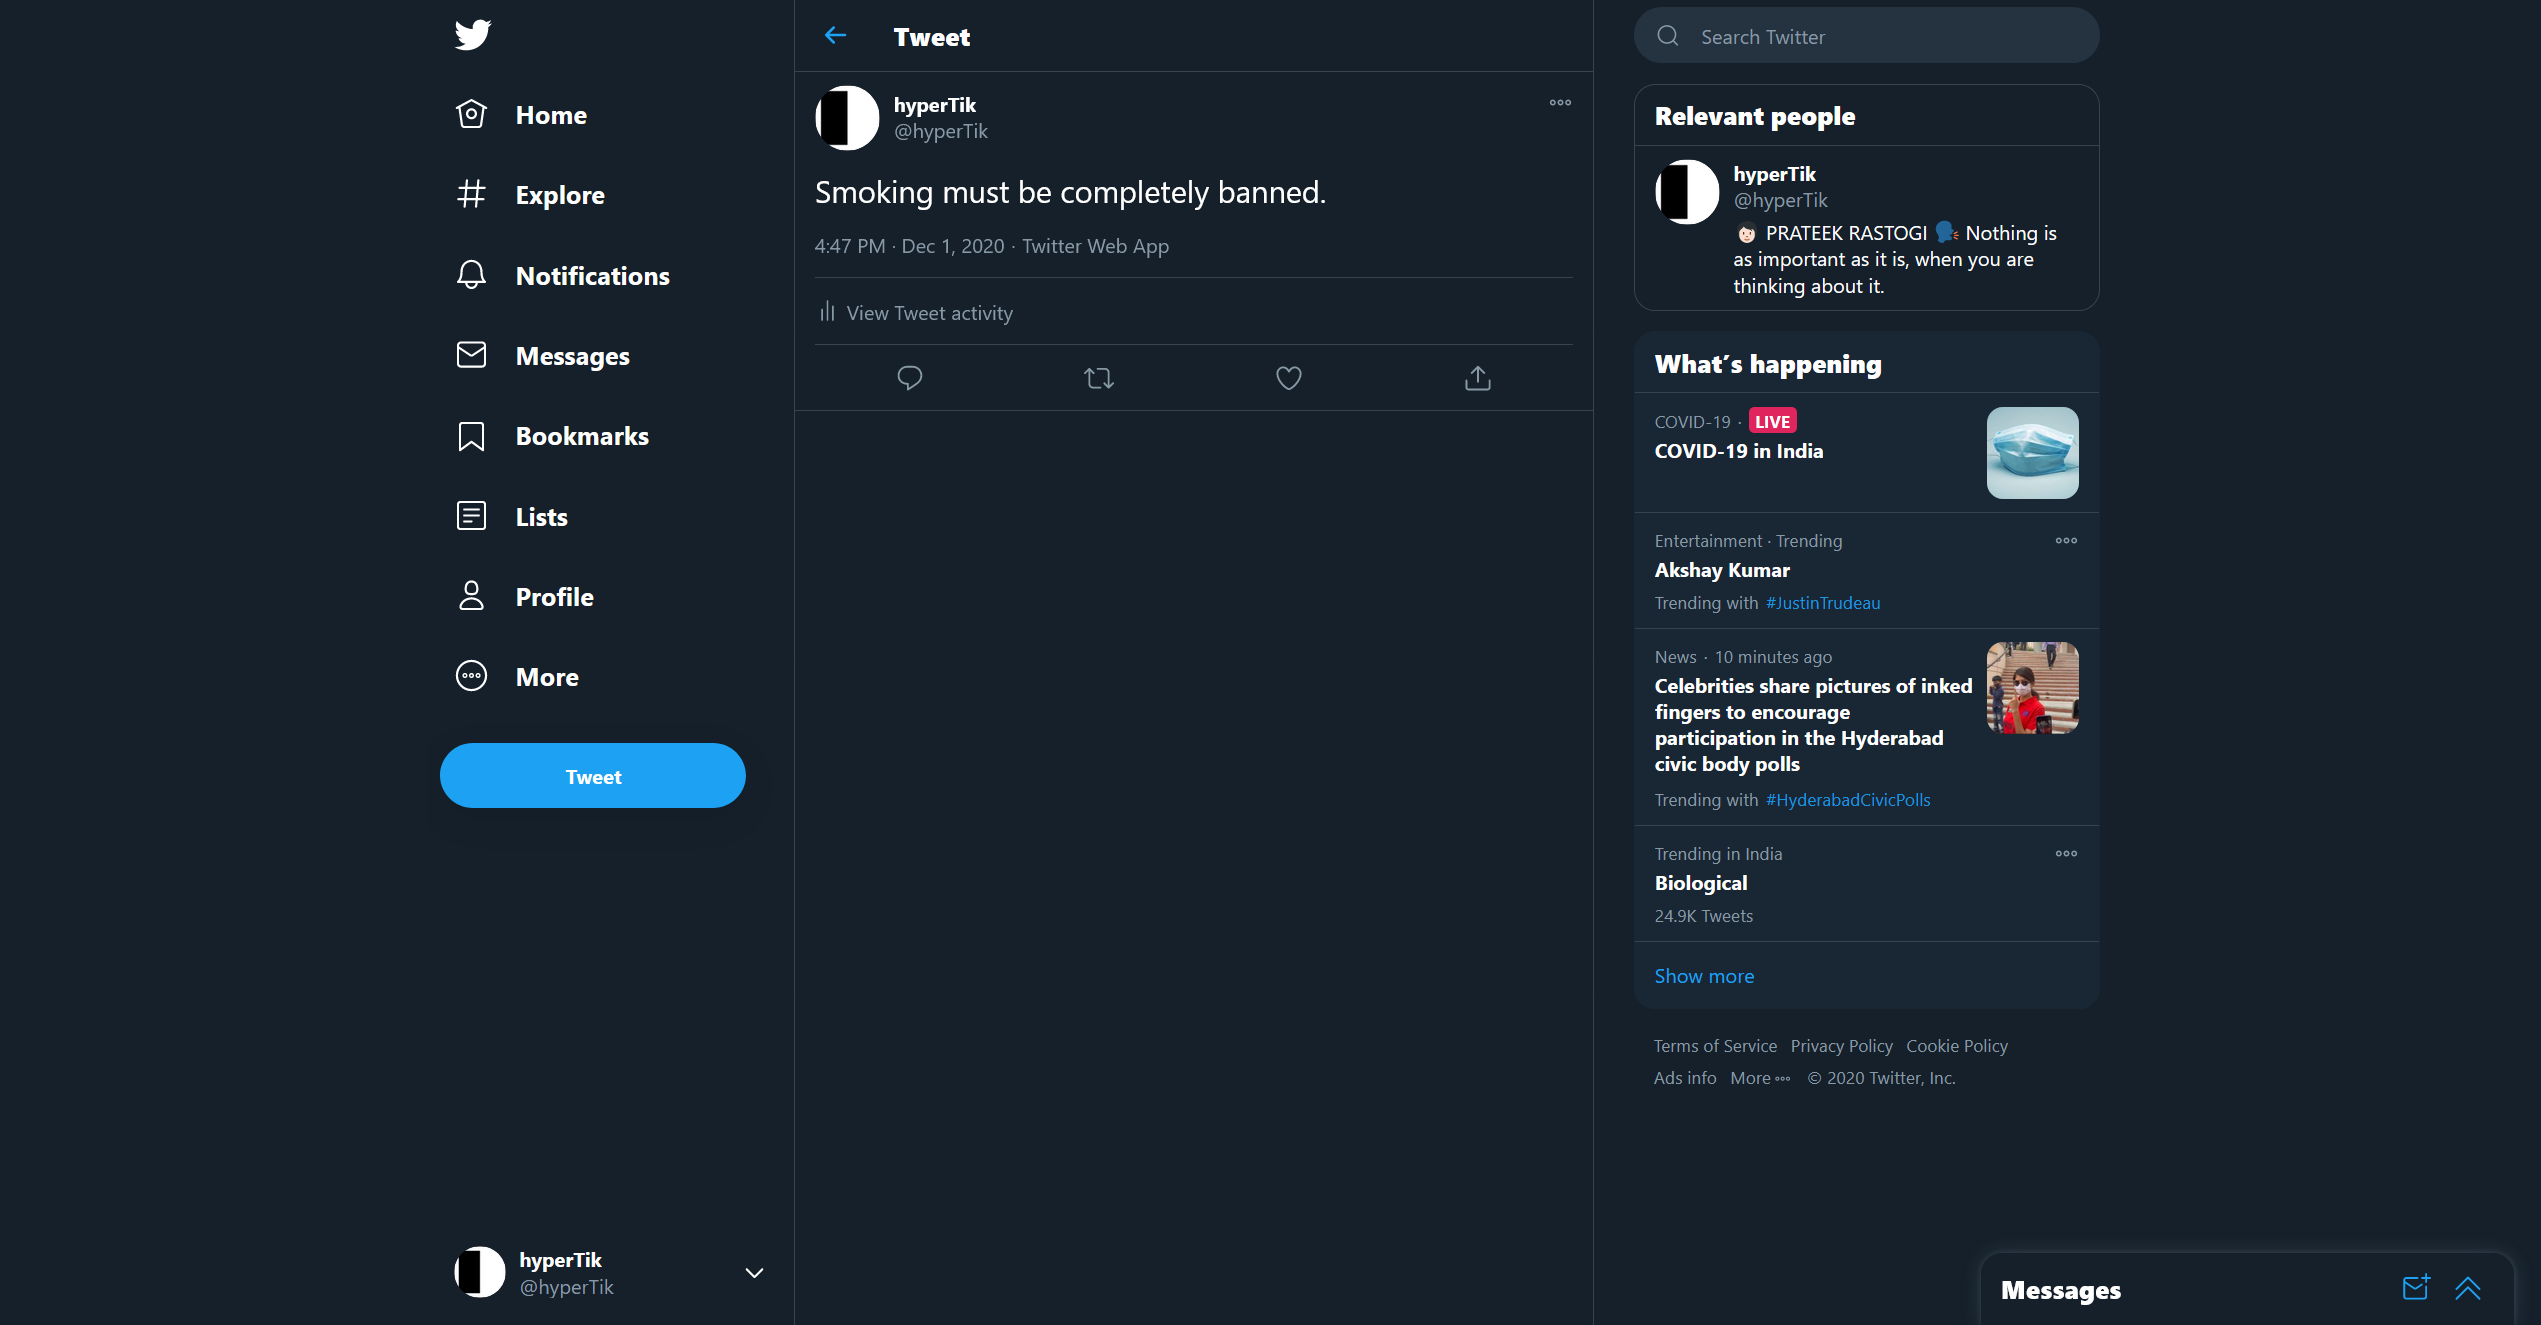 Home
Explore
Notifications
Messages
Bookmarks
Lists
Profile
More
Tweet
hyperTik
@hyperTik
Tweet
hyperTik
@hyperTik
Smoking must be completely banned.
4:47 PM · Dec 1, 2020 · Twitter Web App
View Tweet activity
Search Twitter
Relevant people
hyperTik
@hyperTik
PRATEEK RASTOGI Nothing is
as important as it is, when you are
thinking about it.
What's happening
COVID-19 · LIVE
COVID-19 in India
Entertainment · Trending
Akshay Kumar
Trending with #JustinTrudeau
News · 10 minutes ago
Celebrities share pictures of inked
fingers to encourage
participation in the Hyderabad
civic body polls
Trending with #HyderabadCivicPolls
Trending in India
Biological
24.9K Tweets
Show more
Terms of Service Privacy Policy Cookie Policy
Ads info More © 2020 Twitter, Inc.
Messages